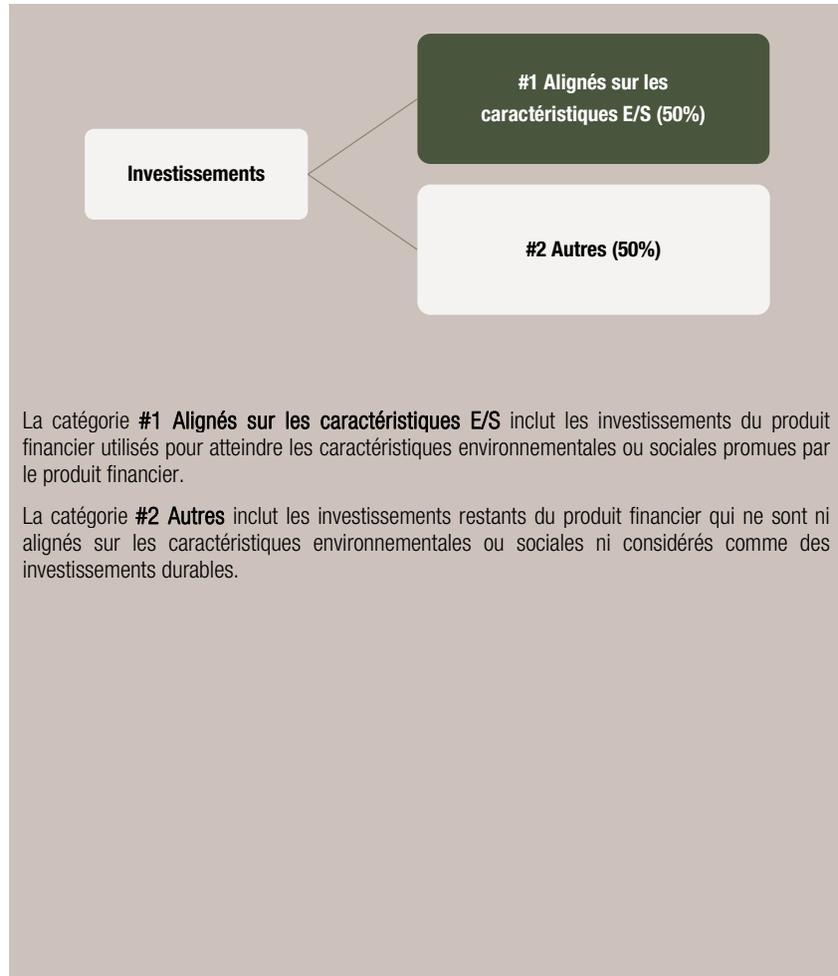 #1 Alignés sur les
caractéristiques E/S (50%)
Investissements
#2 Autres (50%)
La catégorie #1 Alignés sur les caractéristiques E/S inclut les investissements du produit
financier utilisés pour atteindre les caractéristiques environnementales ou sociales promues par
le produit financier.
La catégorie #2 Autres inclut les investissements restants du produit financier qui ne sont ni
alignés sur les caractéristiques environnementales ou sociales ni considérés comme des
investissements durables.